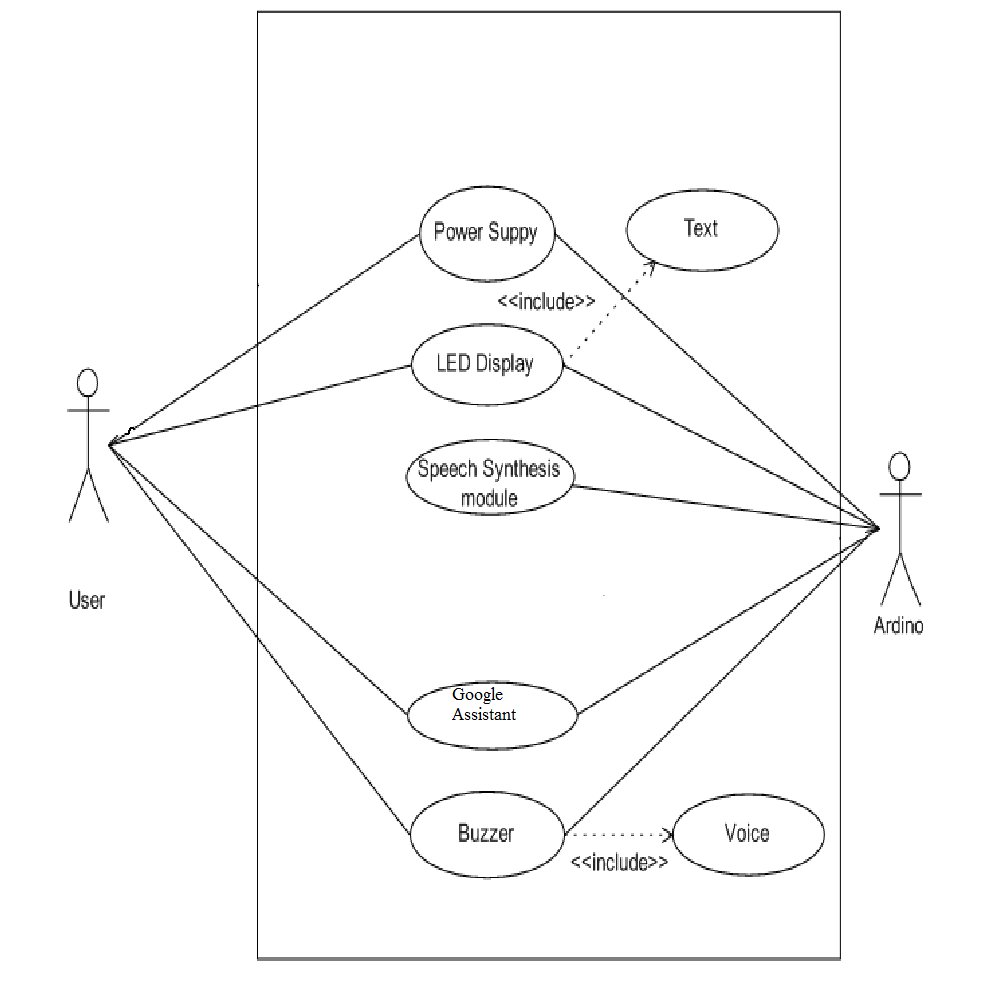 Power Suppy
Text
<<include>>
LED Display
Speech Synthesis
module
User
Ardino
Google
Assistant
Buzzer
Voice
<<include>>